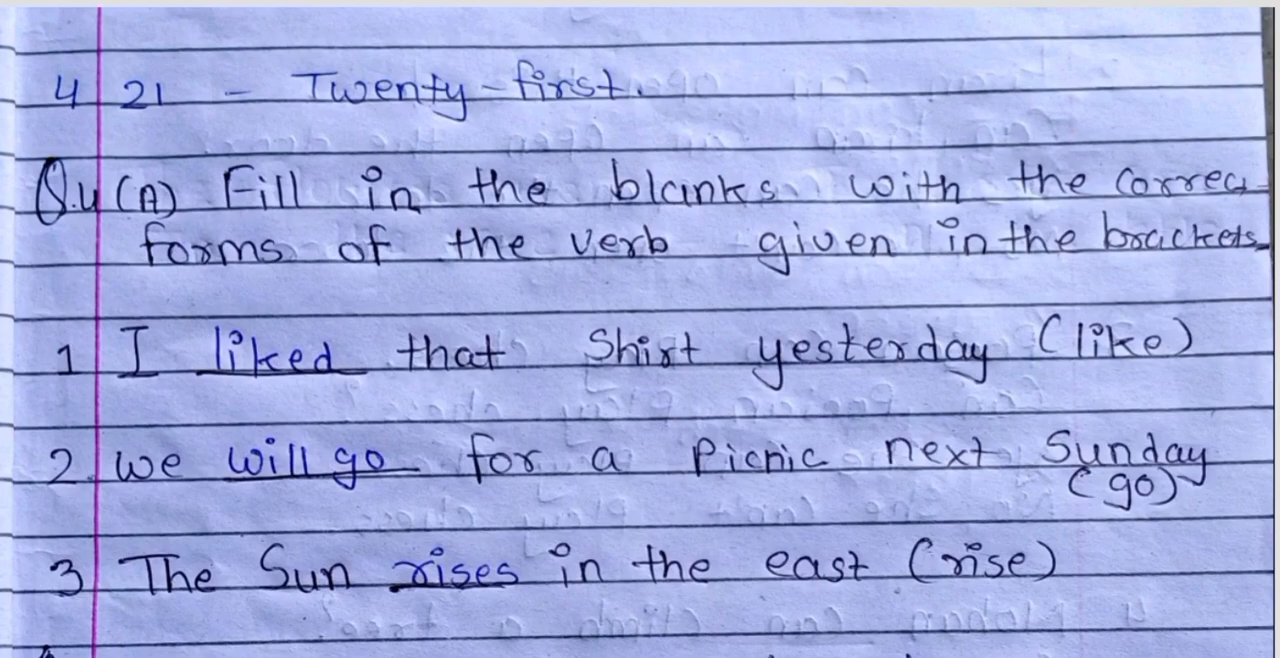 4 21 - Twenty-first.
Q.4 (A) Fill in the blanks with the correct
forms of the verb given in the brackets
1 I liked that Shirt yesterday (like)
2. we will go for a Picnic next Sunday
(go)
3 The Sun rises in the east (rise)